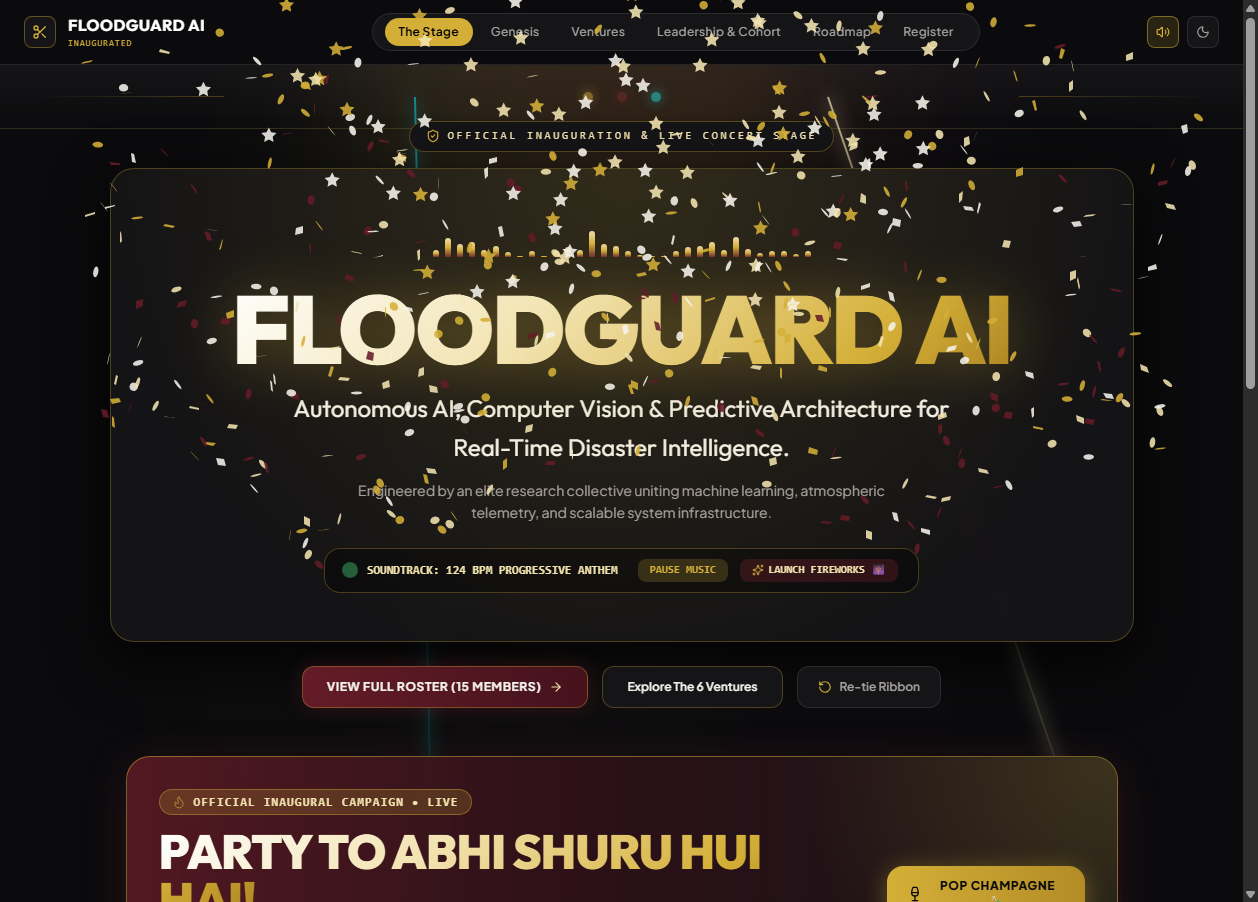 FLOODGUARD AI
INAUGURATED
The Stage
Genesis
Ventures
Leadership & Cohort
Roadmap
Register
OFFICIAL INAUGURATION & LIVE CONCERT STAGE
FLOODGUARD AI
Autonomous AI, Computer Vision & Predictive Architecture for
Real-Time Disaster Intelligence.
Engineered by an elite research collective uniting machine learning, atmospheric
telemetry, and scalable system infrastructure.
SOUNDTRACK: 124 BPM PROGRESSIVE ANTHEM
PAUSE MUSIC
LAUNCH FIREWORKS
VIEW FULL ROSTER (15 MEMBERS)
Explore The 6 Ventures
Re-tie Ribbon
OFFICIAL INAUGURAL CAMPAIGN • LIVE
PARTY TO ABHI SHURU HUI
HAI!
POP CHAMPAGNE